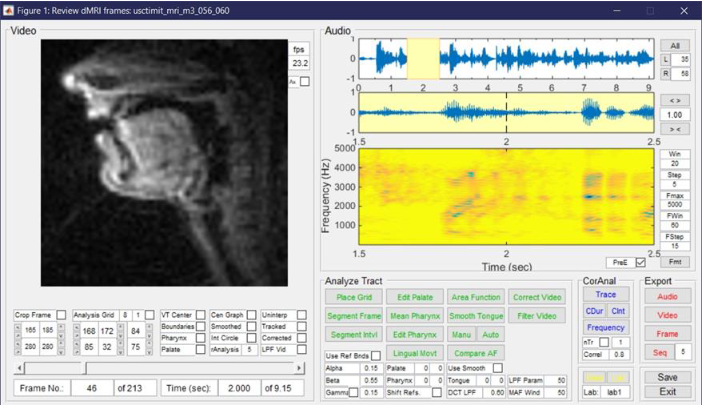 Figure 1: Review dMRI frames: usctimit_mri_m3_056_060
Video
fps
23.2
Av
Audio
1
0
-1
0 1 2 3 4 5 6 7 8 9
All
L 35
R 58
1
0
-1
1.5 2 2.5
< >
1.00
> <
5000
4000
3000
2000
1000
Frequency (Hz)
1.5 2 2.5
Time (sec)
Win
20
Step
5
Fmax
5000
FWin
60
FStep
15
PreE
Fmt
Crop Frame
165 185
280 280
Analysis Grid 8 1
168 172 84
85 32 75
VT Center Cen Graph Uninterp
Boundaries Smoothed Tracked
Pharynx Int Circle Corrected
Palate nAnalysis 5 LPF Vid
Frame No.: 46 of 213
Time (sec): 2.000 of 9.15
Analyze Tract
Place Grid Edit Palate Area Function Correct Video
Segment Frame Mean Pharynx Smooth Tongue Filter Video
Segment Intvl Edit Pharynx Manu Auto
Use Ref Bnds Lingual Movt Compare AF
Alpha 0.15 Palate 0 0 Use Smooth
Beta 0.55 Pharynx 0 0 Tongue 0 0 LPF Param 50
Gamma 0.15 Shift Refs. DCT LPF 0.60 MAF Wind 50
CorAnal
Trace
CDur CInt
Frequency
nTr 1
Correl 0.8
Lab: lab1
Export
Audio
Video
Frame
Seq 5
Save
Exit